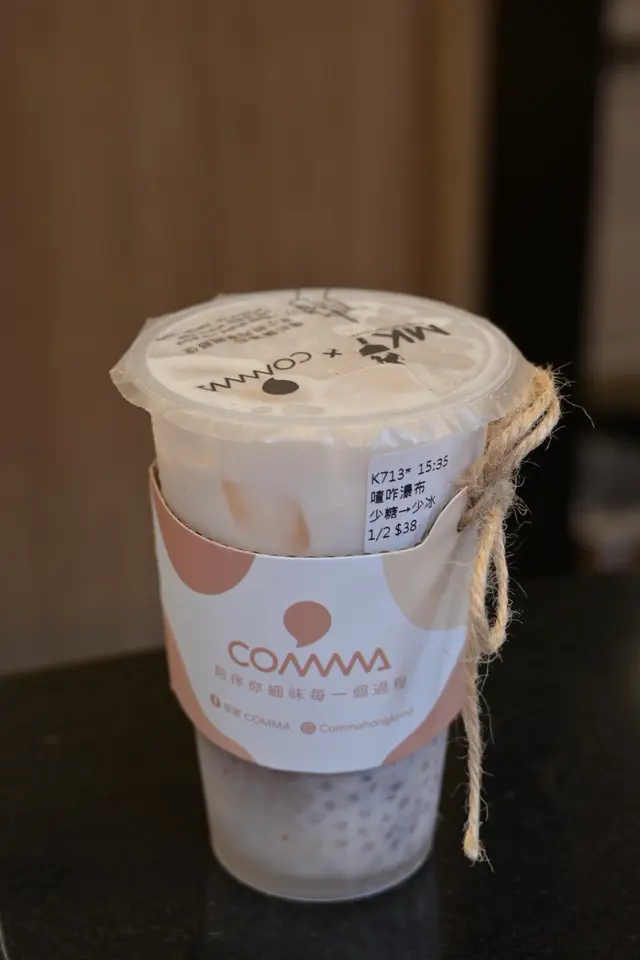 MK
×
COMMA
K713* 15:35
喳咋濃布
少糖→少冰
1/2 $38
COMMA
陪伴你細味每一個過程
COMMA
Commahongkong